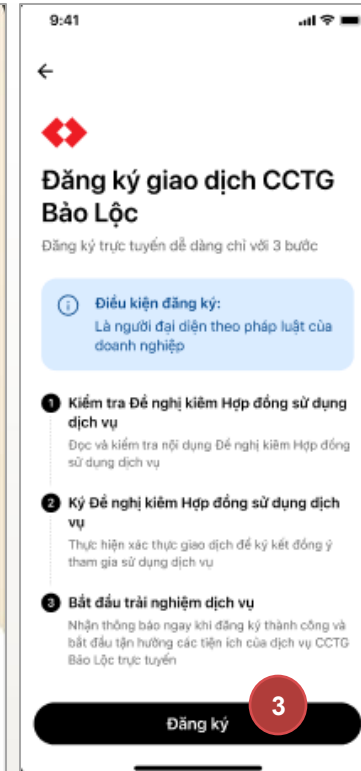 9:41
Đăng ký giao dịch CCTG
Bảo Lộc
Đăng ký trực tuyến dễ dàng chỉ với 3 bước
Điều kiện đăng ký:
Là người đại diện theo pháp luật của
doanh nghiệp
1 Kiểm tra Đề nghị kiêm Hợp đồng sử dụng
dịch vụ
Đọc và kiểm tra nội dung Đề nghị kiêm Hợp đồng
sử dụng dịch vụ
2 Ký Đề nghị kiêm Hợp đồng sử dụng dịch
vụ
Thực hiện xác thực giao dịch để ký kết đồng ý
tham gia sử dụng dịch vụ
3 Bắt đầu trải nghiệm dịch vụ
Nhận thông báo ngay khi đăng ký thành công và
bắt đầu tận hưởng các tiện ích của dịch vụ CCTG
Bảo Lộc trực tuyến
3
Đăng ký